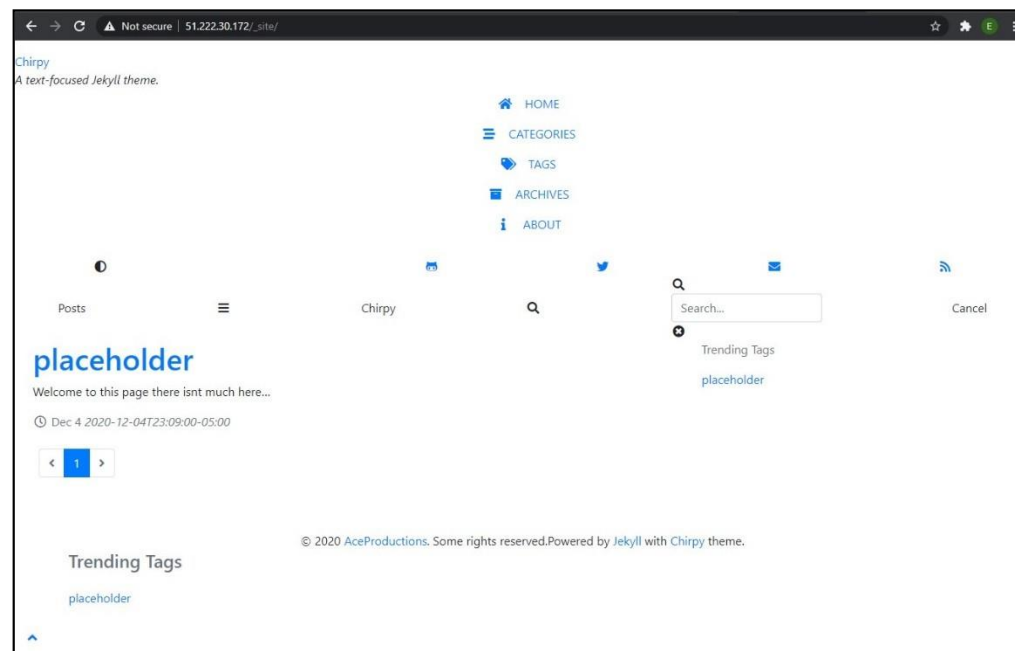 Not secure | 51.222.30.172/_site/
E
Chirpy
A text-focused Jekyll theme.
HOME
CATEGORIES
TAGS
ARCHIVES
ABOUT
Posts
Chirpy
Search...
Cancel
placeholder
Welcome to this page there isnt much here...
Dec 4 2020-12-04T23:09:00-05:00
Trending Tags
placeholder
1
© 2020 AceProductions. Some rights reserved.Powered by Jekyll with Chirpy theme.
Trending Tags
placeholder